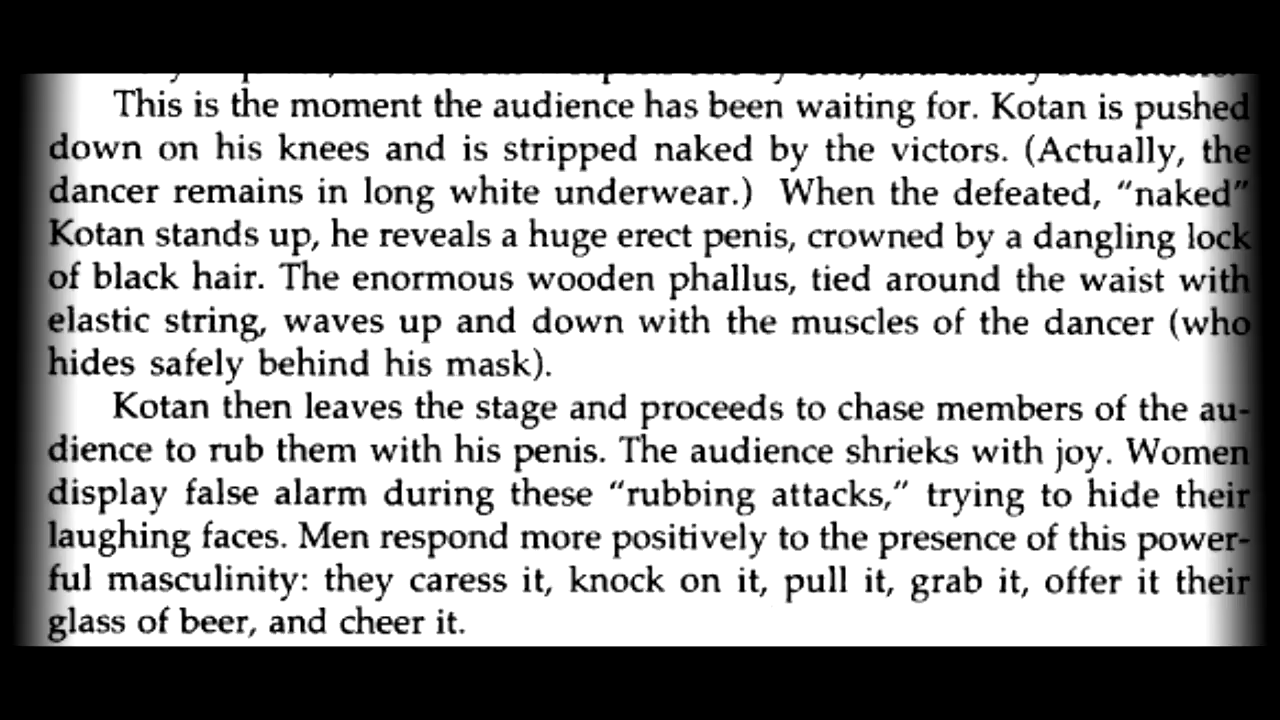 This is the moment the audience has been waiting for. Kotan is pushed
down on his knees and is stripped naked by the victors. (Actually, the
dancer remains in long white underwear.) When the defeated, “naked”
Kotan stands up, he reveals a huge erect penis, crowned by a dangling lock
of black hair. The enormous wooden phallus, tied around the waist with
elastic string, waves up and down with the muscles of the dancer (who
hides safely behind his mask).
Kotan then leaves the stage and proceeds to chase members of the au-
dience to rub them with his penis. The audience shrieks with joy. Women
display false alarm during these “rubbing attacks,” trying to hide their
laughing faces. Men respond more positively to the presence of this power-
ful masculinity: they caress it, knock on it, pull it, grab it, offer it their
glass of beer, and cheer it.